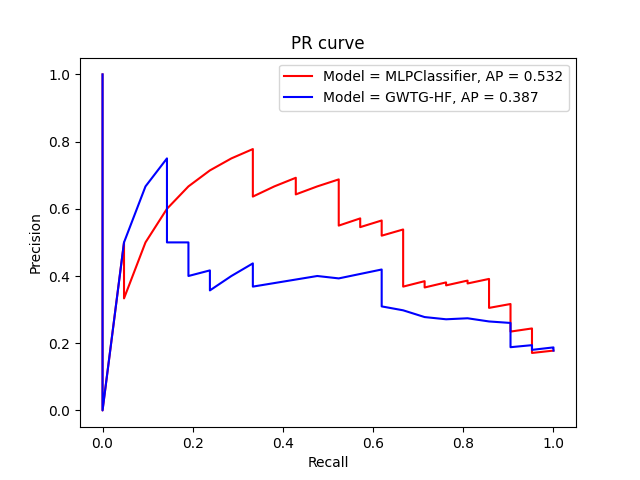 PR curve
Model = MLPClassifier, AP = 0.532
Model = GWTG-HF, AP = 0.387
Precision
1.0
0.8
0.6
0.4
0.2
0.0
0.0 0.2 0.4 0.6 0.8 1.0
Recall